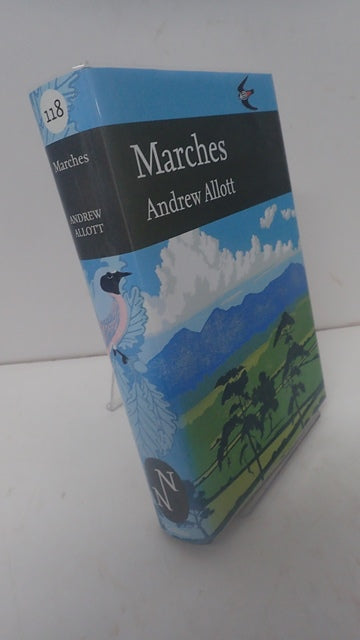 118
Marches
ANDREW
ALLOTT
N
N
Marches
Andrew Allott